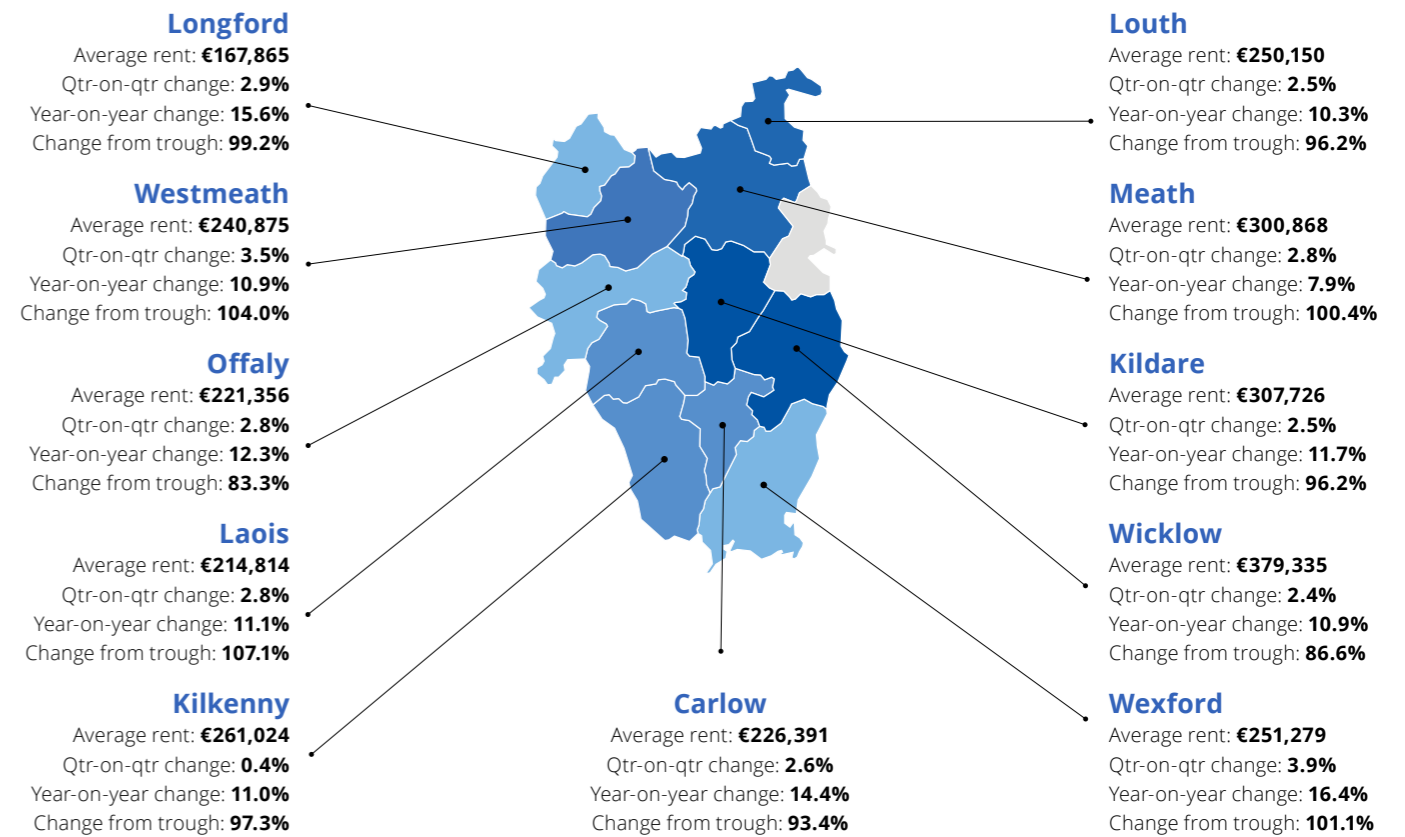 Longford
Average rent: €167,865
Qtr-on-qtr change: 2.9%
Year-on-year change: 15.6%
Change from trough: 99.2%
Westmeath
Average rent: €240,875
Qtr-on-qtr change: 3.5%
Year-on-year change: 10.9%
Change from trough: 104.0%
Offaly
Average rent: €221,356
Qtr-on-qtr change: 2.8%
Year-on-year change: 12.3%
Change from trough: 83.3%
Laois
Average rent: €214,814
Qtr-on-qtr change: 2.8%
Year-on-year change: 11.1%
Change from trough: 107.1%
Kilkenny
Average rent: €261,024
Qtr-on-qtr change: 0.4%
Year-on-year change: 11.0%
Change from trough: 97.3%
Carlow
Average rent: €226,391
Qtr-on-qtr change: 2.6%
Year-on-year change: 14.4%
Change from trough: 93.4%
Louth
Average rent: €250,150
Qtr-on-qtr change: 2.5%
Year-on-year change: 10.3%
Change from trough: 96.2%
Meath
Average rent: €300,868
Qtr-on-qtr change: 2.8%
Year-on-year change: 7.9%
Change from trough: 100.4%
Kildare
Average rent: €307,726
Qtr-on-qtr change: 2.5%
Year-on-year change: 11.7%
Change from trough: 96.2%
Wicklow
Average rent: €379,335
Qtr-on-qtr change: 2.4%
Year-on-year change: 10.9%
Change from trough: 86.6%
Wexford
Average rent: €251,279
Qtr-on-qtr change: 3.9%
Year-on-year change: 16.4%
Change from trough: 101.1%